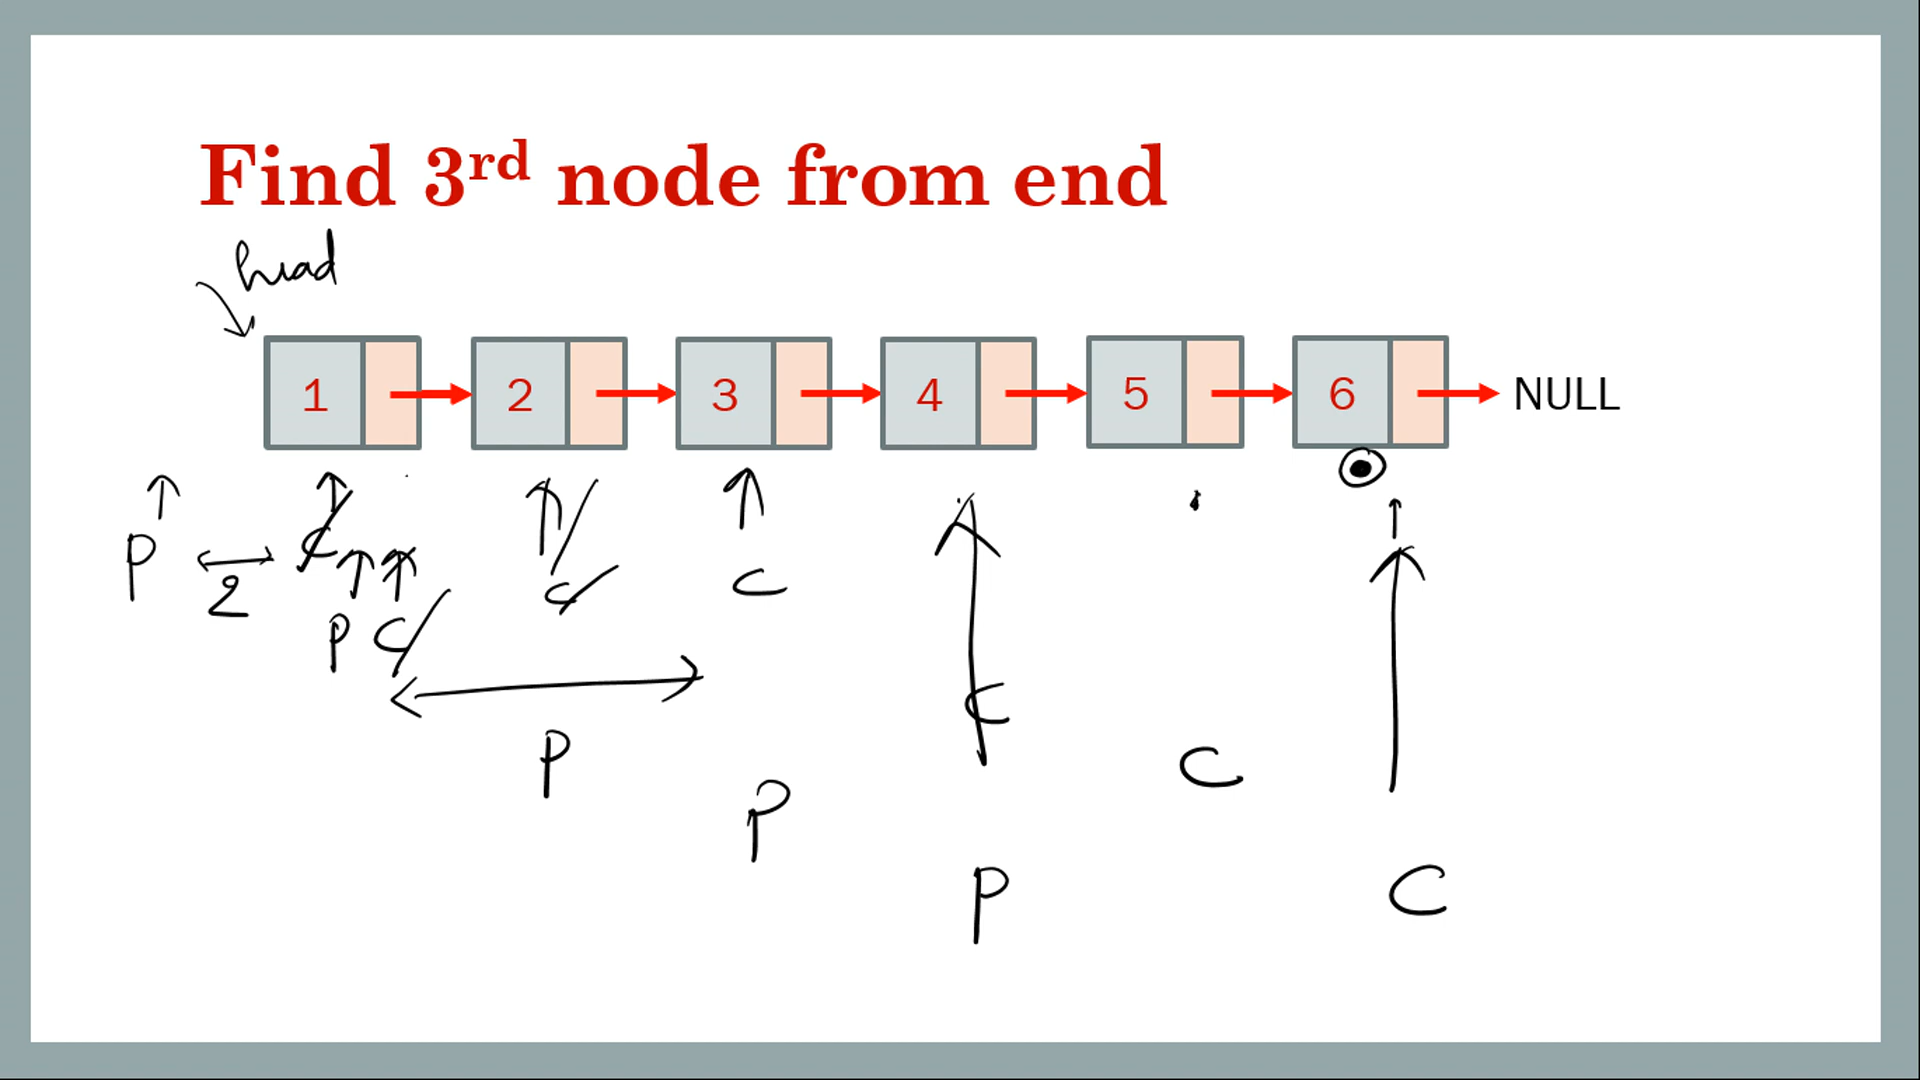 Find 3rd node from end
head
1 2 3 4 5 6 NULL
P 2 C C C
P C
C
P C
P
P C